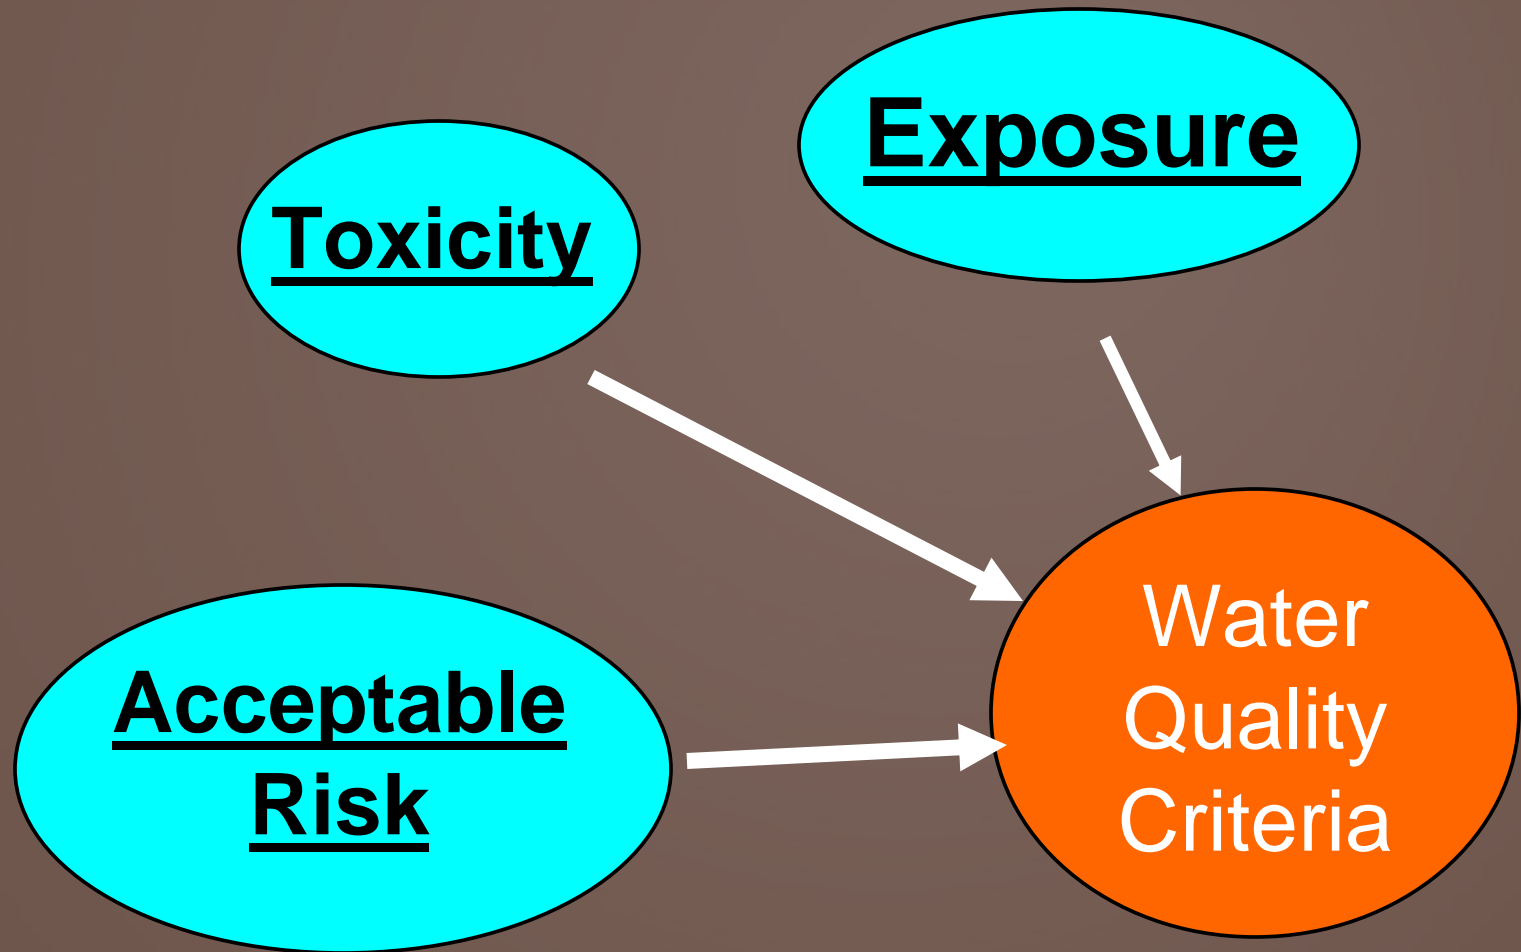 Exposure
Toxicity
Acceptable
Risk
Water
Quality
Criteria